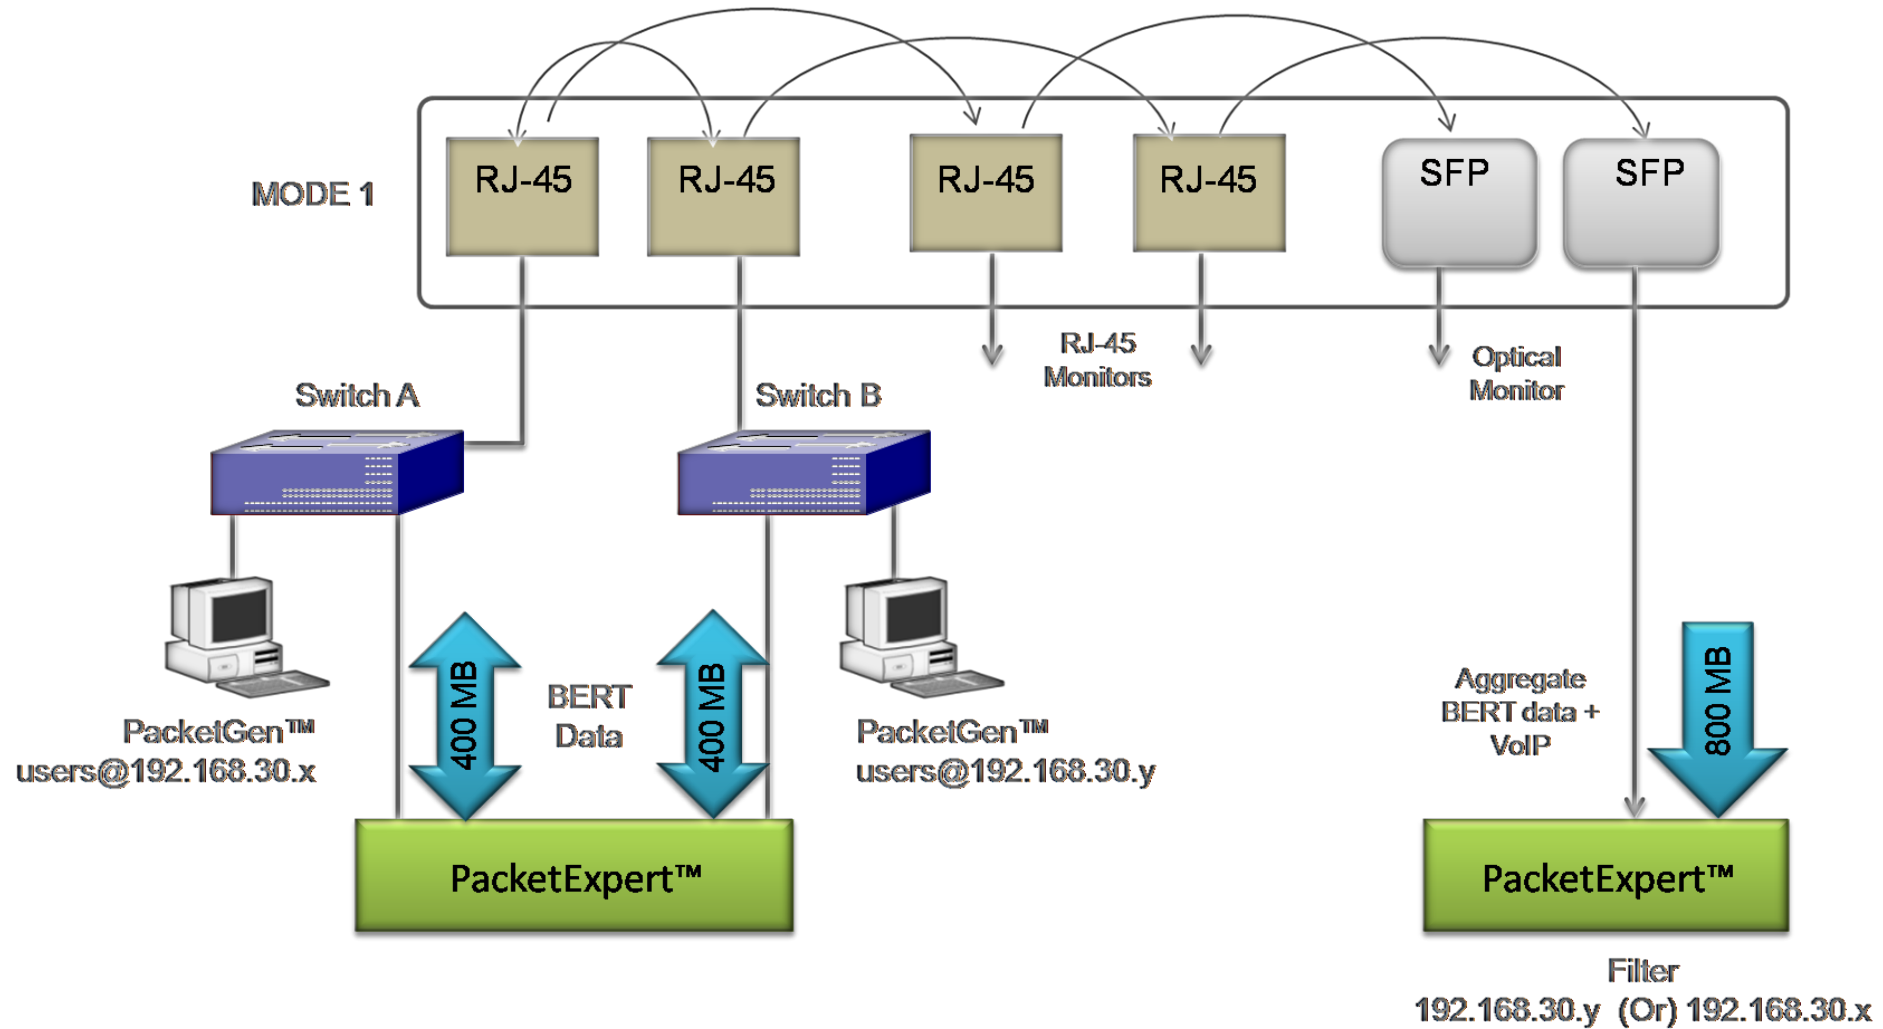 MODE 1
RJ-45
RJ-45
RJ-45
RJ-45
SFP
SFP
RJ-45
Monitors
Optical
Monitor
Switch A
Switch B
PacketGen™
users@192.168.30.x
400 MB
BERT
Data
400 MB
PacketGen™
users@192.168.30.y
Aggregate
BERT data +
VoIP
800 MB
PacketExpert™
PacketExpert™
Filter
192.168.30.y (Or) 192.168.30.x